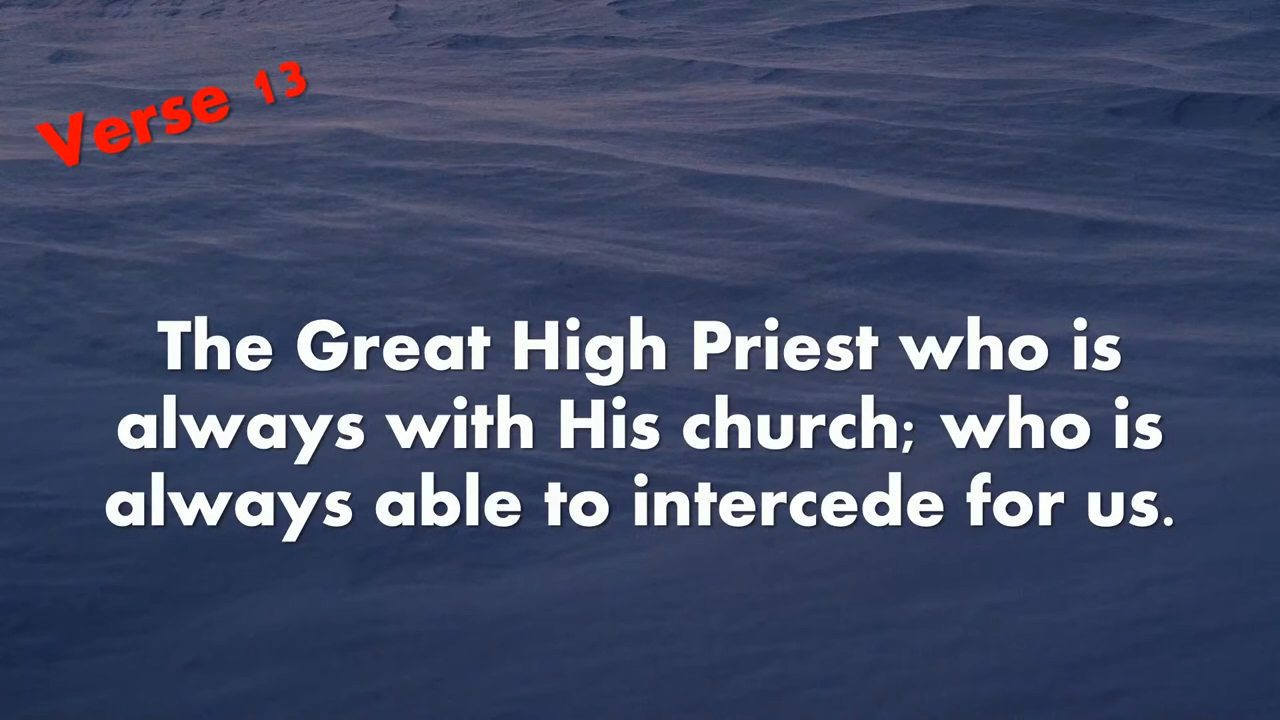 Verse 13
The Great High Priest who is
always with His church; who is
always able to intercede for us.